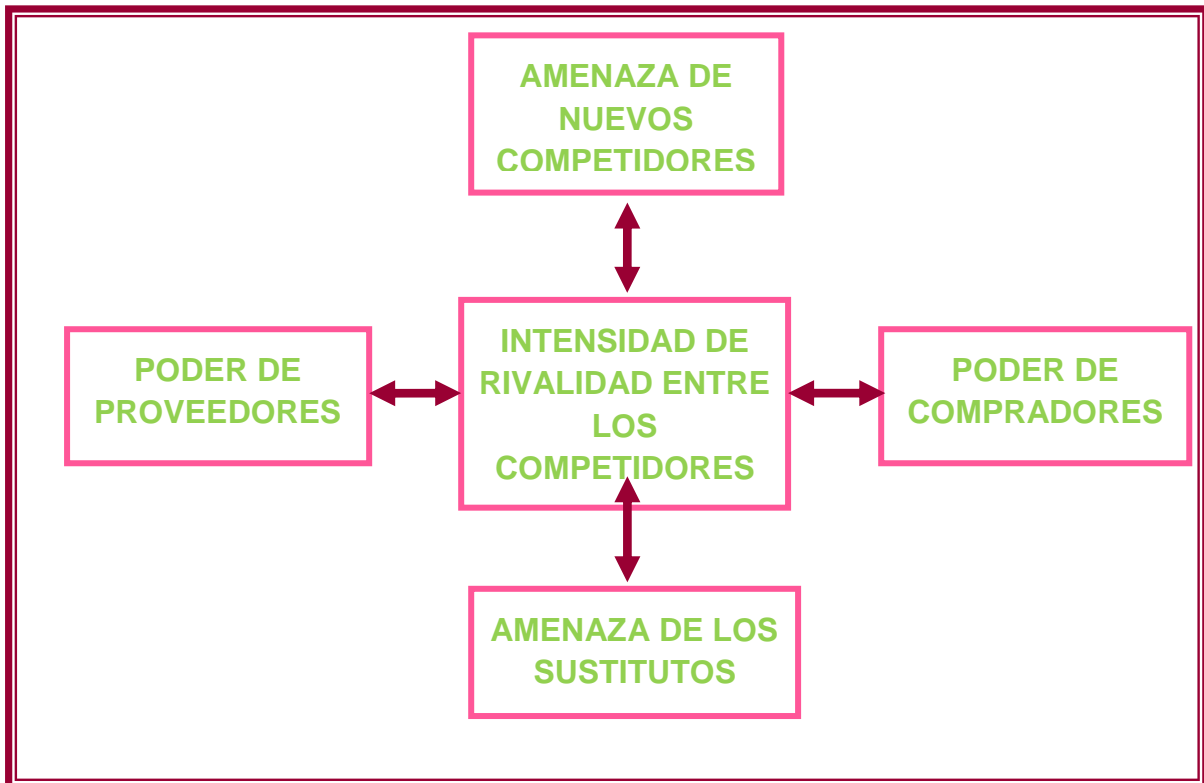 AMENAZA DE
NUEVOS
COMPETIDORES
PODER DE
PROVEEDORES
INTENSIDAD DE
RIVALIDAD ENTRE
LOS
COMPETIDORES
PODER DE
COMPRADORES
AMENAZA DE LOS
SUSTITUTOS